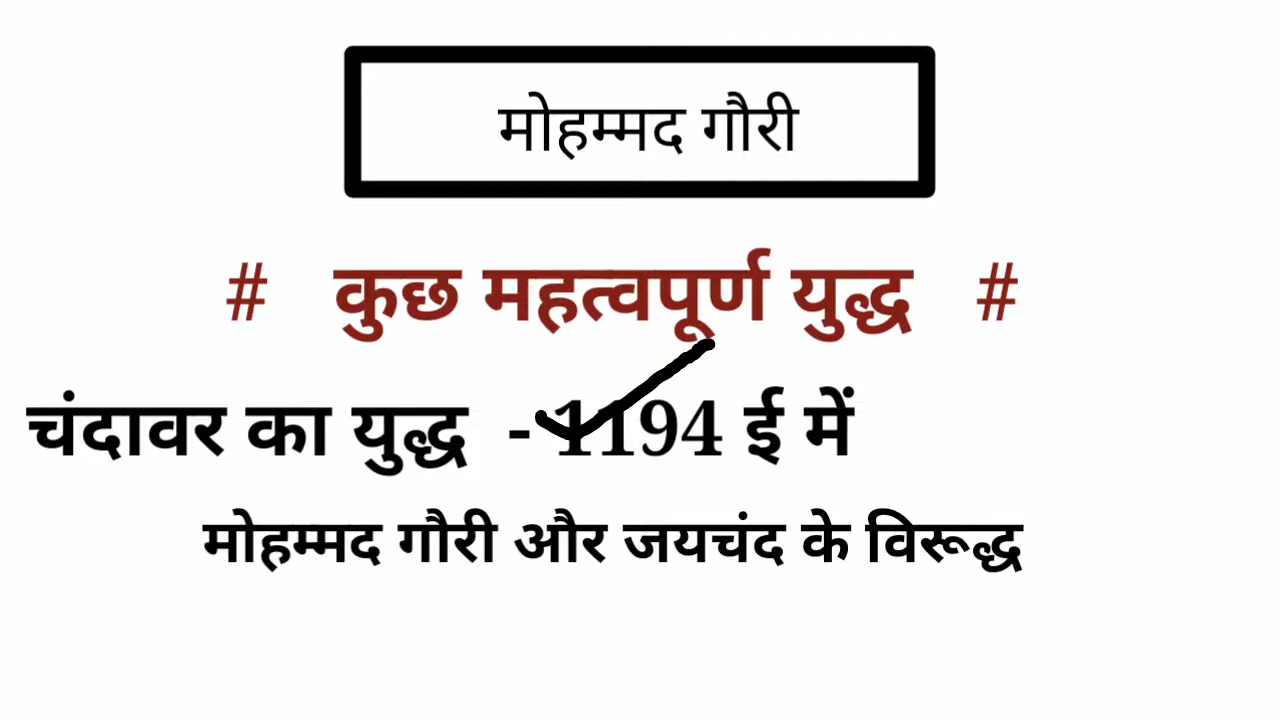 मोहम्मद गौरी
# कुछ महत्वपूर्ण युद्ध #
चंदावर का युद्ध - 1194 ई में
मोहम्मद गौरी और जयचंद के विरूद्ध